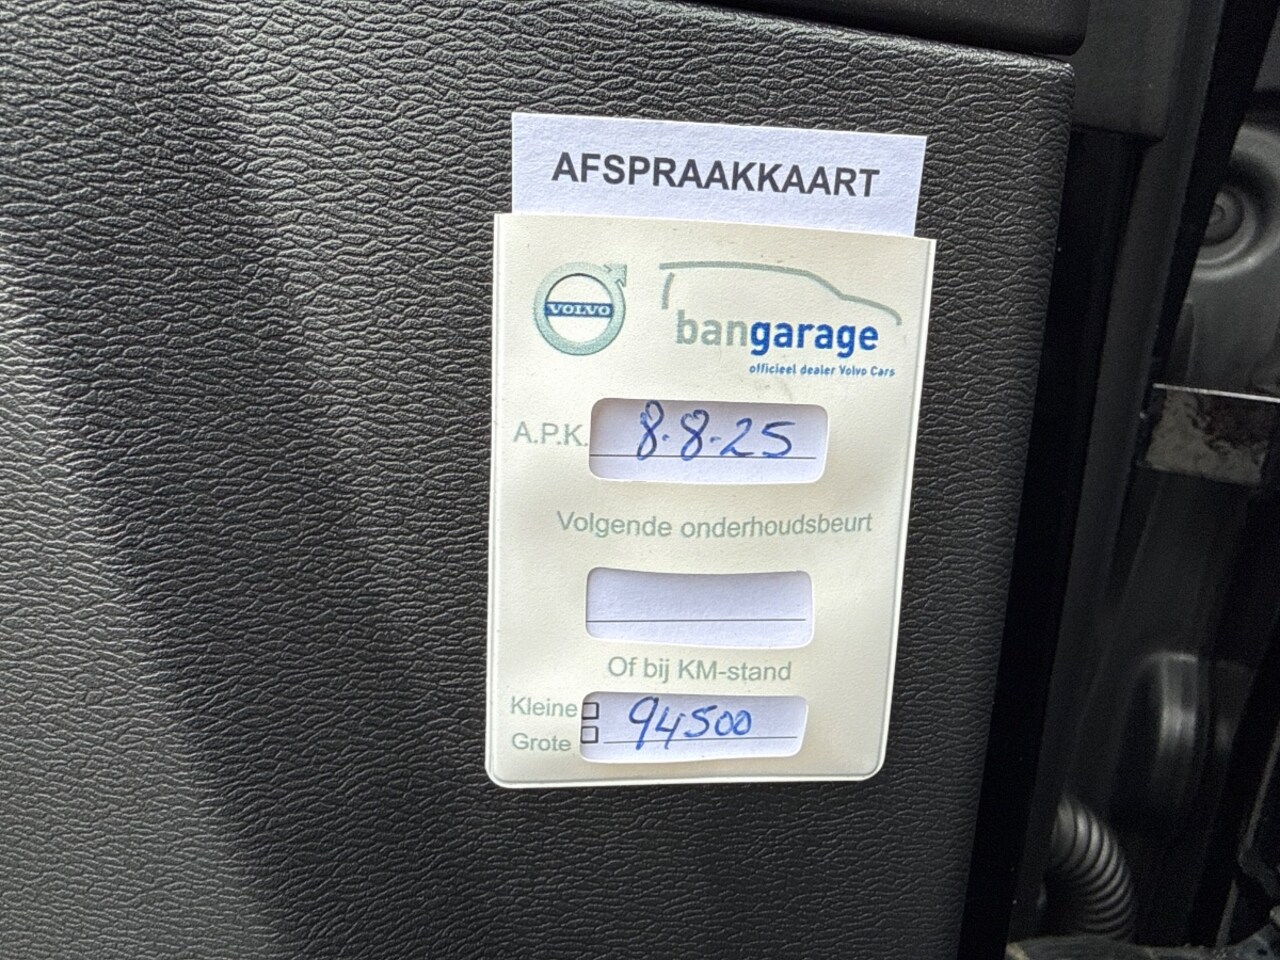 AFSPRAAKKAART
VOLVO
bangarage
officieel dealer Volvo Cars
A.P.K. 8-8-25
Volgende onderhoudsbeurt
Of bij KM-stand
Kleine
Grote
94500